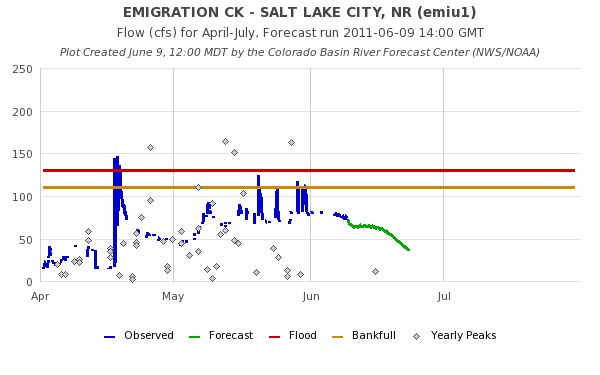 EMIGRATION CK - SALT LAKE CITY, NR (emiu1)
Flow (cfs) for April-July, Forecast run 2011-06-09 14:00 GMT
Plot Created June 9, 12:00 MDT by the Colorado Basin River Forecast Center (NWS/NOAA)
250
200
150
100
50
0
Apr May Jun Jul
Observed Forecast Flood Bankfull Yearly Peaks